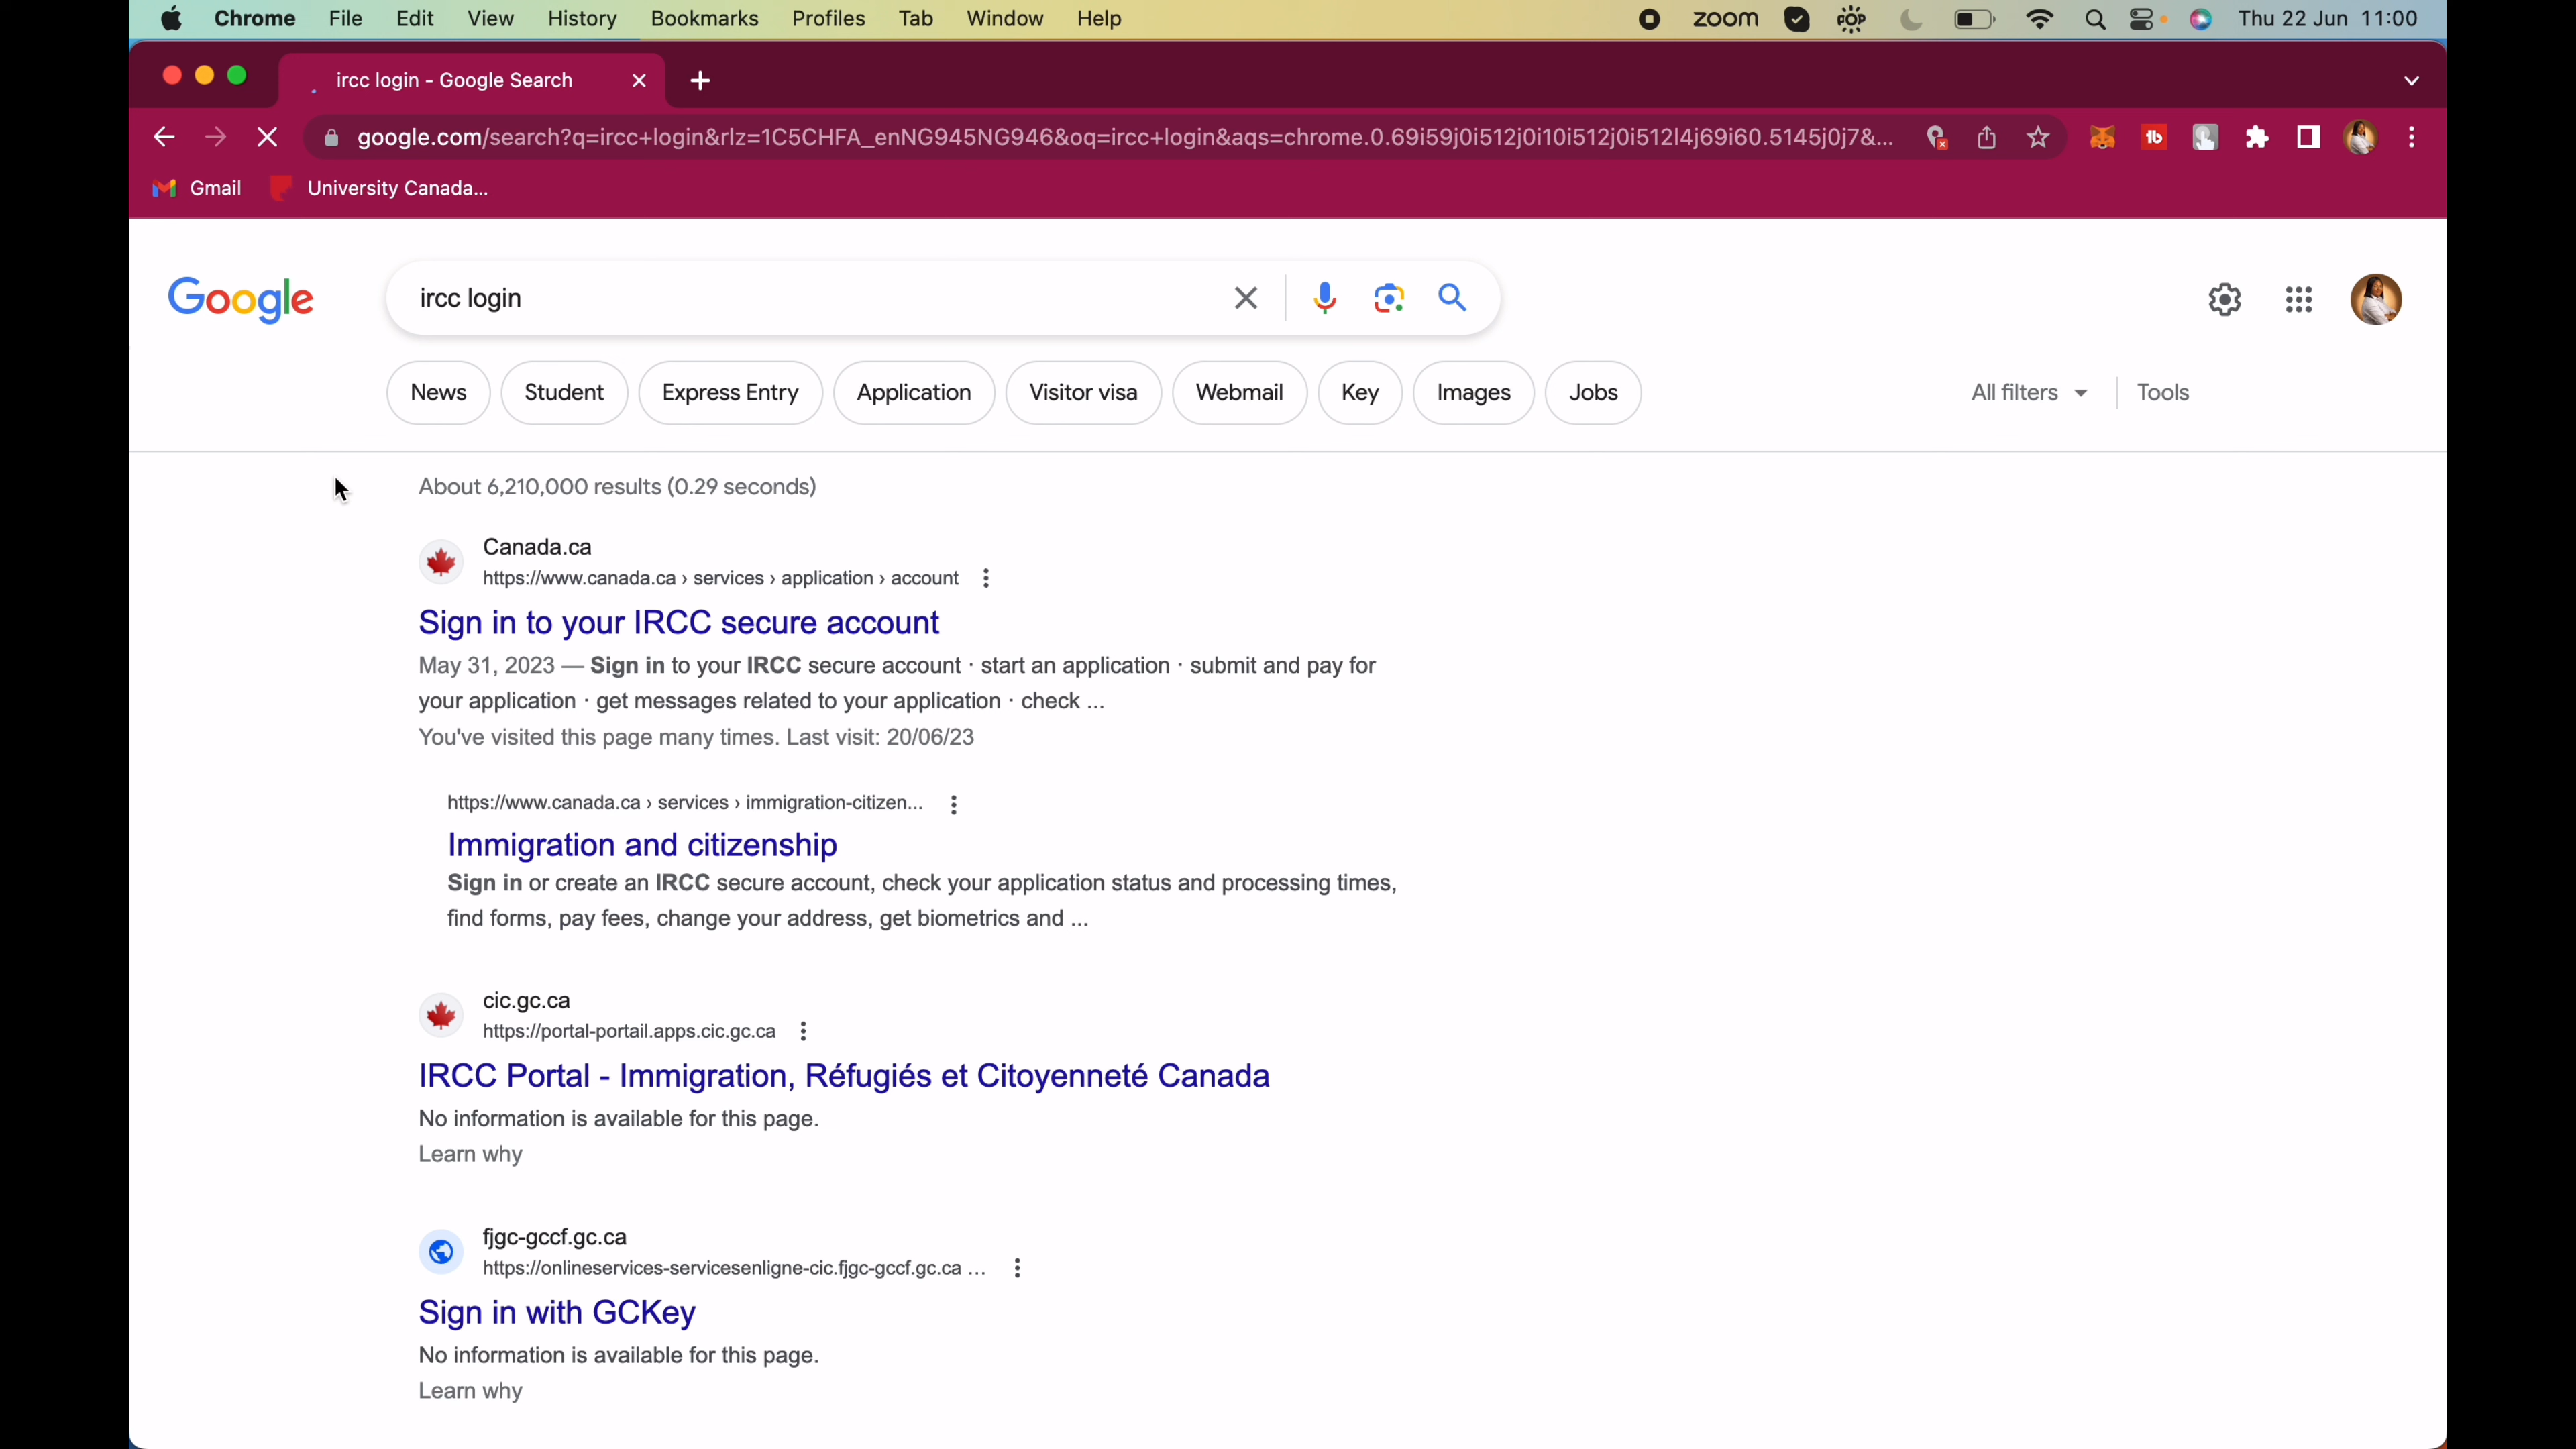 Chrome File Edit View History Bookmarks Profiles Tab Window Help zoom POP Thu 22 Jun 11:00
ircc login - Google Search
google.com/search?q=ircc+login&rlz=1C5CHFA_enNG945NG946&oq=ircc+login&aqs=chrome.0.69i59j0i512j0i10i512j0i512l4j69i60.5145j0j7&...
Gmail University Canada...
Google ircc login
News Student Express Entry Application Visitor visa Webmail Key Images Jobs All filters Tools
About 6,210,000 results (0.29 seconds)
Canada.ca
https://www.canada.ca › services › application › account
Sign in to your IRCC secure account
May 31, 2023 — Sign in to your IRCC secure account · start an application · submit and pay for
your application · get messages related to your application · check ...
You've visited this page many times. Last visit: 20/06/23
https://www.canada.ca › services › immigration-citizen...
Immigration and citizenship
Sign in or create an IRCC secure account, check your application status and processing times,
find forms, pay fees, change your address, get biometrics and ...
cic.gc.ca
https://portal-portail.apps.cic.gc.ca
IRCC Portal - Immigration, Réfugiés et Citoyenneté Canada
No information is available for this page.
Learn why
fjgc-gccf.gc.ca
https://onlineservices-servicesenligne-cic.fjgc-gccf.gc.ca ...
Sign in with GCKey
No information is available for this page.
Learn why